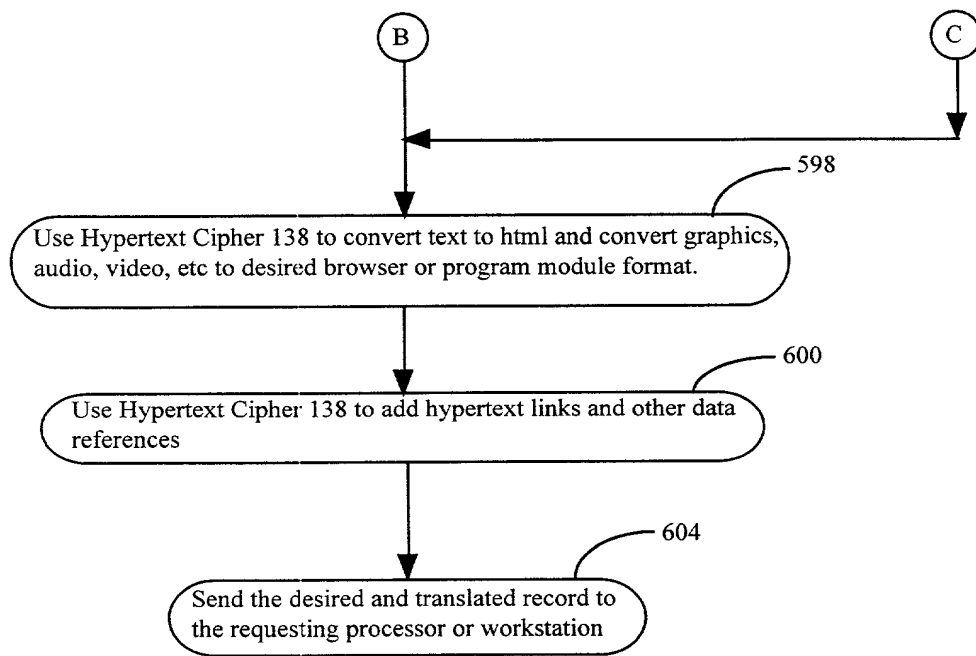 B
C
598
Use Hypertext Cipher 138 to convert text to html and convert graphics,
audio, video, etc to desired browser or program module format.
600
Use Hypertext Cipher 138 to add hypertext links and other data
references
604
Send the desired and translated record to
the requesting processor or workstation